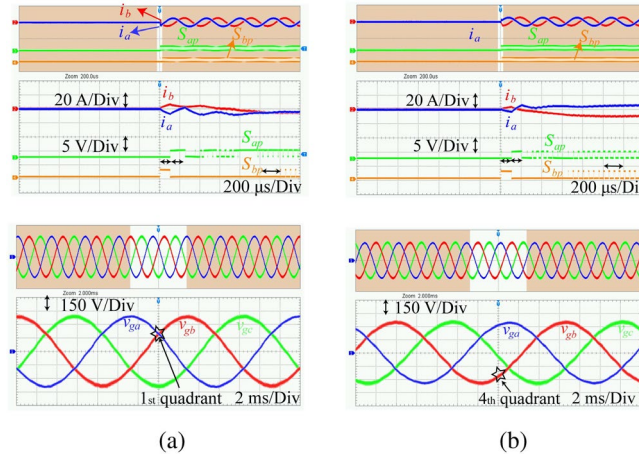 i_b
i_a
S_ap
S_bp
Zoom 200.0us
20 A/Div
i_b
i_a
5 V/Div
S_ap
S_bp
200 μs/Div
Zoom 2.000ms
150 V/Div
v_ga
v_gb
v_gc
1st quadrant
2 ms/Div
(a)
i_b
i_a
S_ap
S_bp
Zoom 200.0us
20 A/Div
i_b
i_a
5 V/Div
S_ap
S_bp
200 μs/Div
Zoom 2.000ms
150 V/Div
v_ga
v_gb
v_gc
4th quadrant
2 ms/Div
(b)